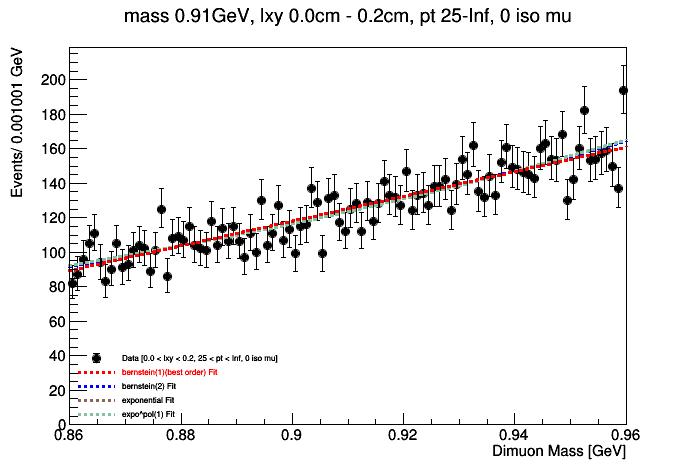 mass 0.91GeV, lxy 0.0cm - 0.2cm, pt 25-Inf, 0 iso mu
Events/ 0.001001 GeV
200
180
160
140
120
100
80
60
40
20
0
Data [0.0 < lxy < 0.2, 25 < pt < Inf, 0 iso mu]
bernstein(1)(best order) Fit
bernstein(2) Fit
exponential Fit
expo*pol(1) Fit
0.86 0.88 0.9 0.92 0.94 0.96
Dimuon Mass [GeV]